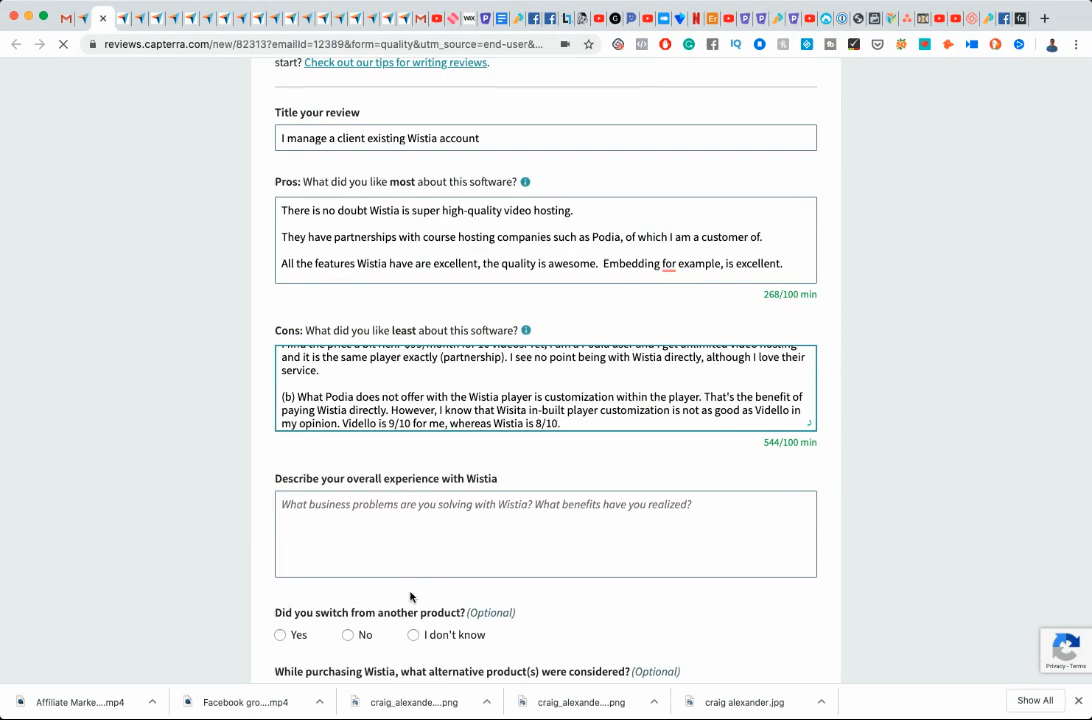 reviews.capterra.com/new/82313?emailId=12389&form=quality&utm_source=end-user&...
start? Check out our tips for writing reviews.
Title your review
I manage a client existing Wistia account
Pros: What did you like most about this software?
There is no doubt Wistia is super high-quality video hosting.
They have partnerships with course hosting companies such as Podia, of which I am a customer of.
All the features Wistia have are excellent, the quality is awesome. Embedding for example, is excellent.
268/100 min
Cons: What did you like least about this software?
and it is the same player exactly (partnership). I see no point being with Wistia directly, although I love their
service.
(b) What Podia does not offer with the Wistia player is customization within the player. That's the benefit of
paying Wistia directly. However, I know that Wisita in-built player customization is not as good as Vidello in
my opinion. Vidello is 9/10 for me, whereas Wistia is 8/10.
544/100 min
Describe your overall experience with Wistia
What business problems are you solving with Wistia? What benefits have you realized?
Did you switch from another product? (Optional)
Yes No I don't know
While purchasing Wistia, what alternative product(s) were considered? (Optional)
Privacy - Terms
Affiliate Marke....mp4 Facebook gro....mp4 craig_alexande....png craig_alexande....png craig alexander.jpg Show All